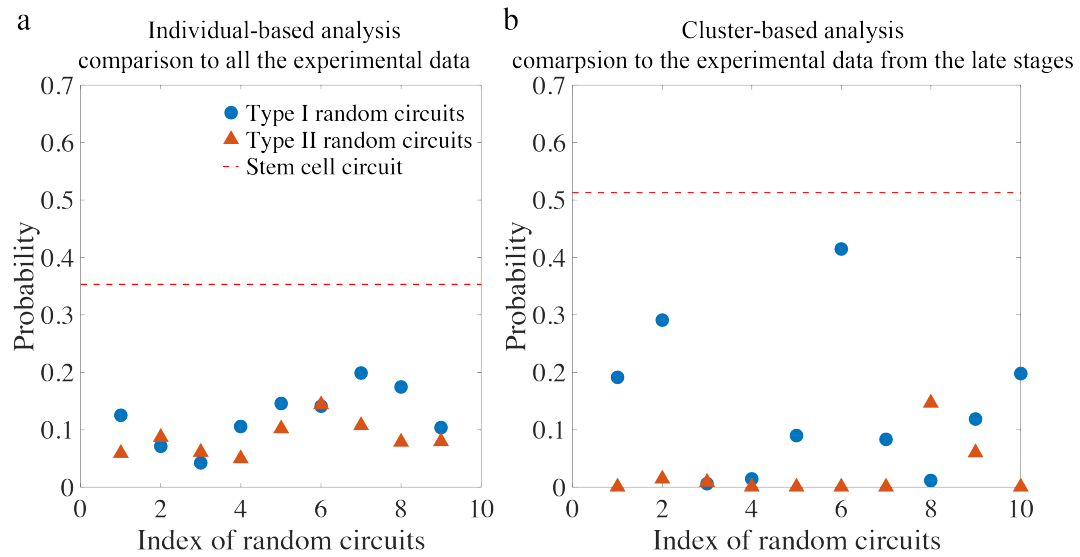 a
Individual-based analysis
comparison to all the experimental data
0.7
0.6
0.5
0.4
0.3
0.2
0.1
0
Probability
Type I random circuits
Type II random circuits
Stem cell circuit
0 2 4 6 8 10
Index of random circuits
b
Cluster-based analysis
comarpsion to the experimental data from the late stages
0.7
0.6
0.5
0.4
0.3
0.2
0.1
0
Probability
0 2 4 6 8 10
Index of random circuits